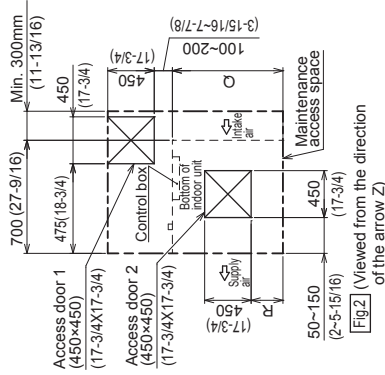 Min. 300mm
(11-13/16)
700 (27-9/16)
450
(17-3/4)
475(18-3/4)
450
(17-3/4)
100~200
(3-15/16~7-7/8)
Access door 1
(450×450)
(17-3/4X17-3/4)
Access door 2
(450×450)
(17-3/4X17-3/4)
Control box
Bottom of
indoor unit
Q
Intake
air
Supply
air
Maintenance
access space
450
(17-3/4)
R
450
(17-3/4)
50~150
(2~5-15/16)
Fig.2 (Viewed from the direction
of the arrow Z)